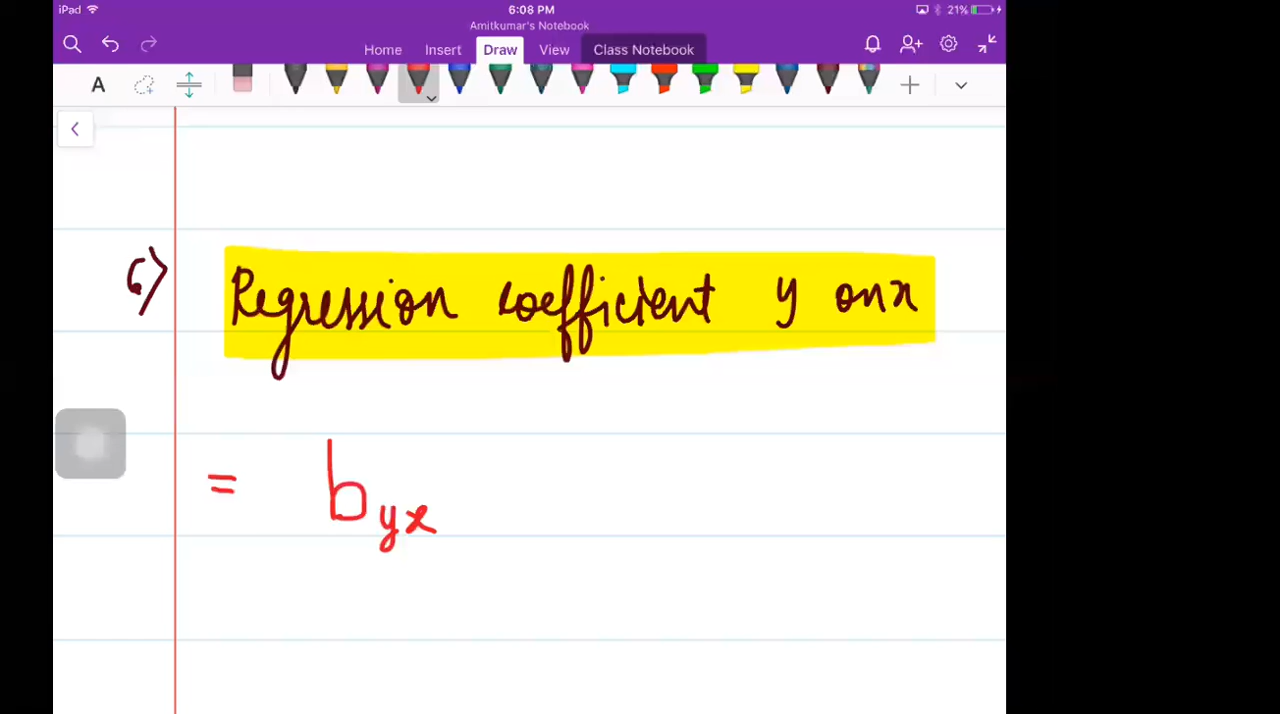 iPad 6:08 PM 21%
Amitkumar's Notebook
Home Insert Draw View Class Notebook
A
6) Regression coefficient y on x
= byx